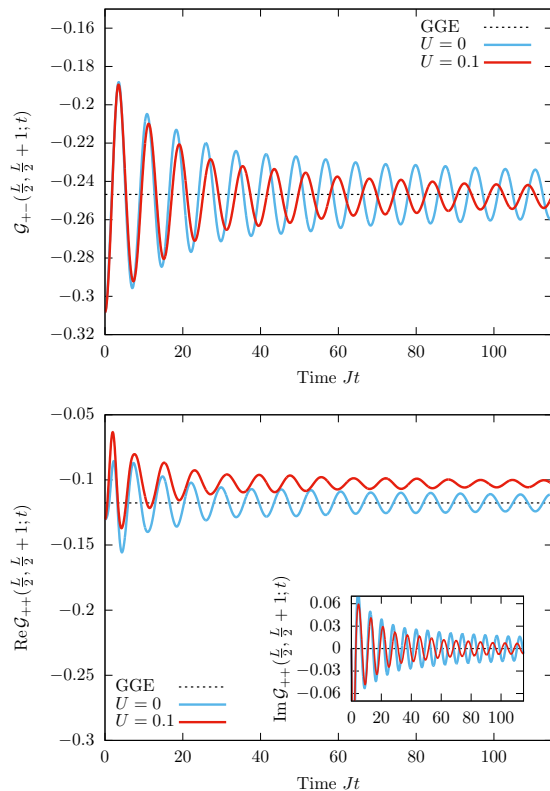 −0.16
−0.18
−0.2
−0.22
−0.24
−0.26
−0.28
−0.3
−0.32
0 20 40 60 80 100
Time Jt
𝒢+−(L/2, L/2 + 1; t)
GGE
U = 0
U = 0.1
−0.05
−0.1
−0.15
−0.2
−0.3
0 20 40 60 80 100
Time Jt
Re 𝒢++(L/2, L/2 + 1; t)
GGE
U = 0
U = 0.1
Im 𝒢++(L/2, L/2 + 1; t)
0.06
0.03
0
−0.03
−0.06
0 20 40 60 80 100